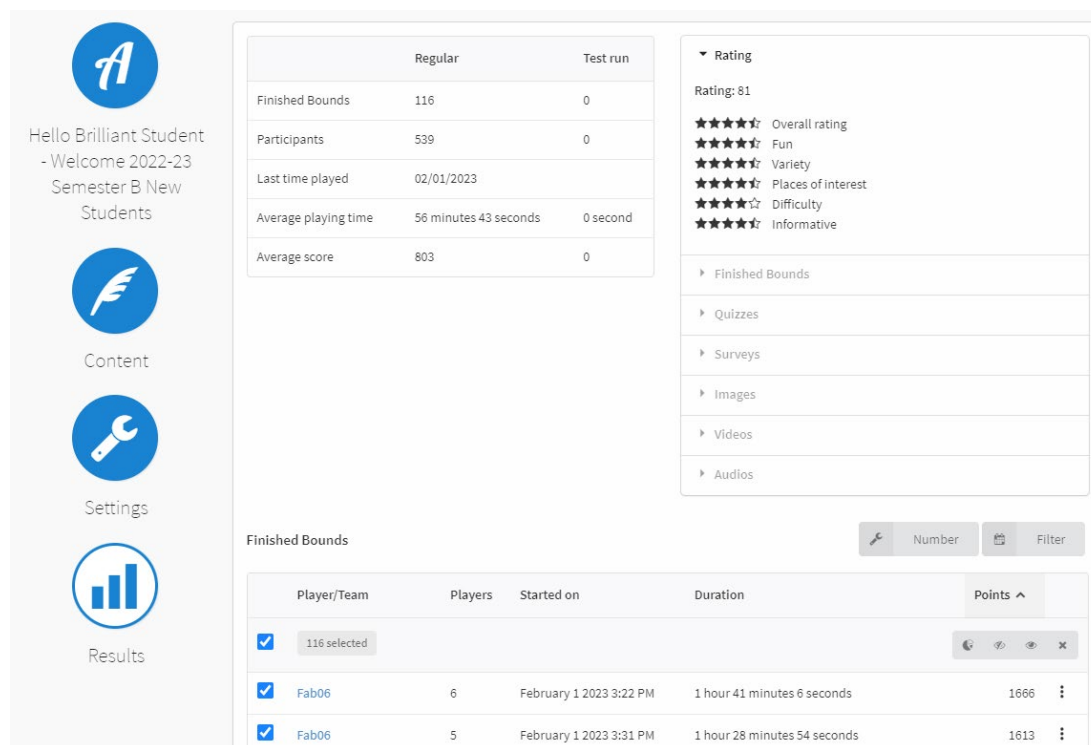 A
Hello Brilliant Student
- Welcome 2022-23
Semester B New
Students
Content
Settings
Results
Regular Test run
Finished Bounds 116 0
Participants 539 0
Last time played 02/01/2023
Average playing time 56 minutes 43 seconds 0 second
Average score 803 0
Rating
Rating: 81
Overall rating
Fun
Variety
Places of interest
Difficulty
Informative
Finished Bounds
Quizzes
Surveys
Images
Videos
Audios
Finished Bounds Number Filter
Player/Team Players Started on Duration Points
116 selected
Fab06 6 February 1 2023 3:22 PM 1 hour 41 minutes 6 seconds 1666
Fab06 5 February 1 2023 3:31 PM 1 hour 28 minutes 54 seconds 1613